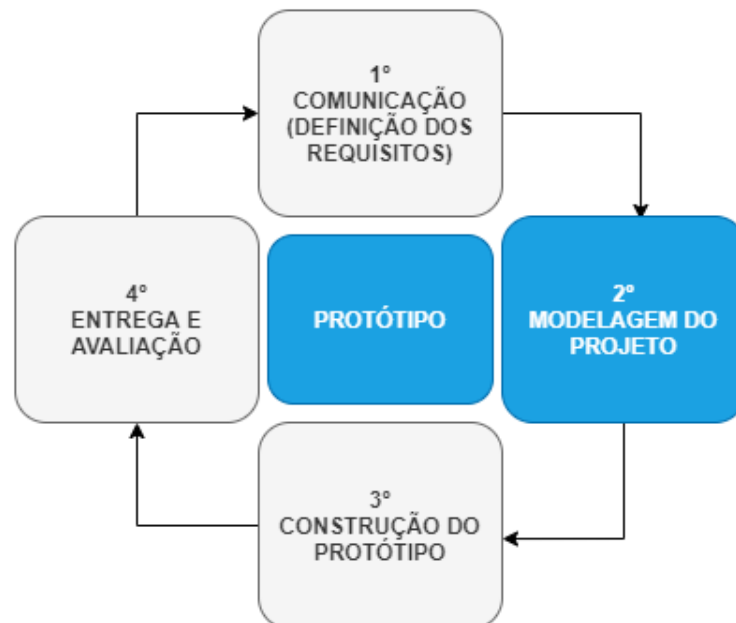 1º
COMUNICAÇÃO
(DEFINIÇÃO DOS
REQUISITOS)
4º
ENTREGA E
AVALIAÇÃO
PROTÓTIPO
2º
MODELAGEM DO
PROJETO
3º
CONSTRUÇÃO DO
PROTÓTIPO